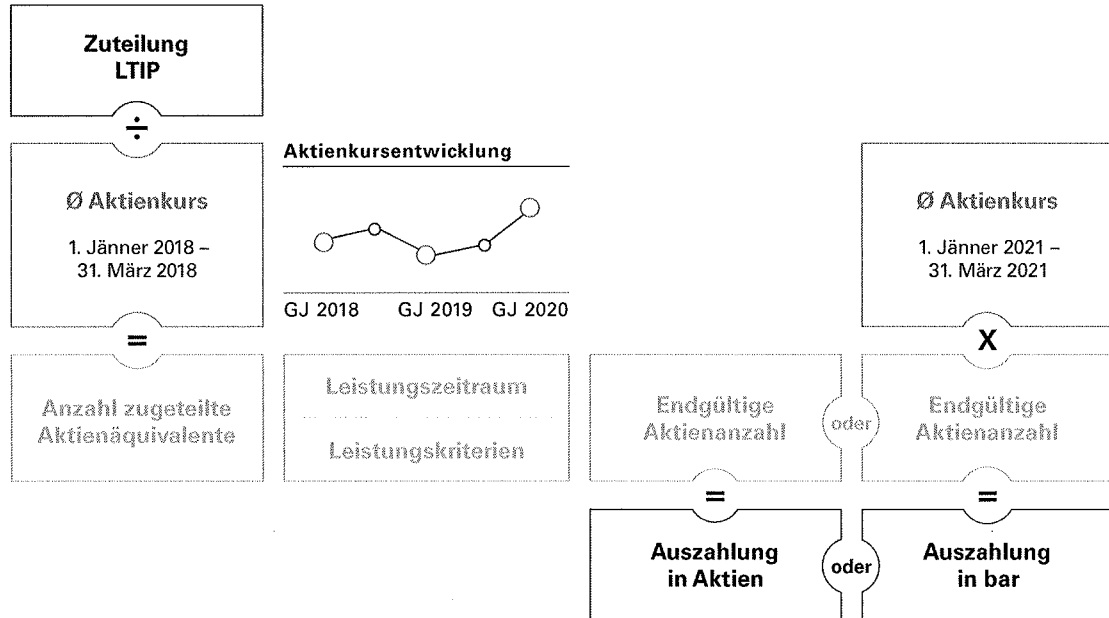 Zuteilung
LTIP
÷
Ø Aktienkurs
1. Jänner 2018 –
31. März 2018
=
Anzahl zugeteilte
Aktienäquivalente
Aktienkursentwicklung
GJ 2018 GJ 2019 GJ 2020
Leistungszeitraum
Leistungskriterien
Ø Aktienkurs
1. Jänner 2021 –
31. März 2021
X
Endgültige
Aktienanzahl
oder
Endgültige
Aktienanzahl
=
=
Auszahlung
in Aktien
oder
Auszahlung
in bar